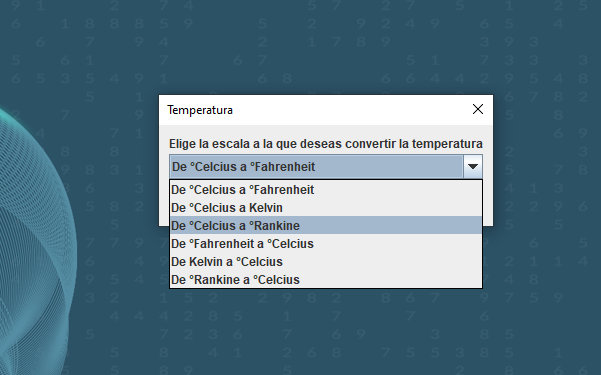 Temperatura
Elige la escala a la que deseas convertir la temperatura
De °Celcius a °Fahrenheit
De °Celcius a °Fahrenheit
De °Celcius a Kelvin
De °Celcius a °Rankine
De °Fahrenheit a °Celcius
De Kelvin a °Celcius
De °Rankine a °Celcius